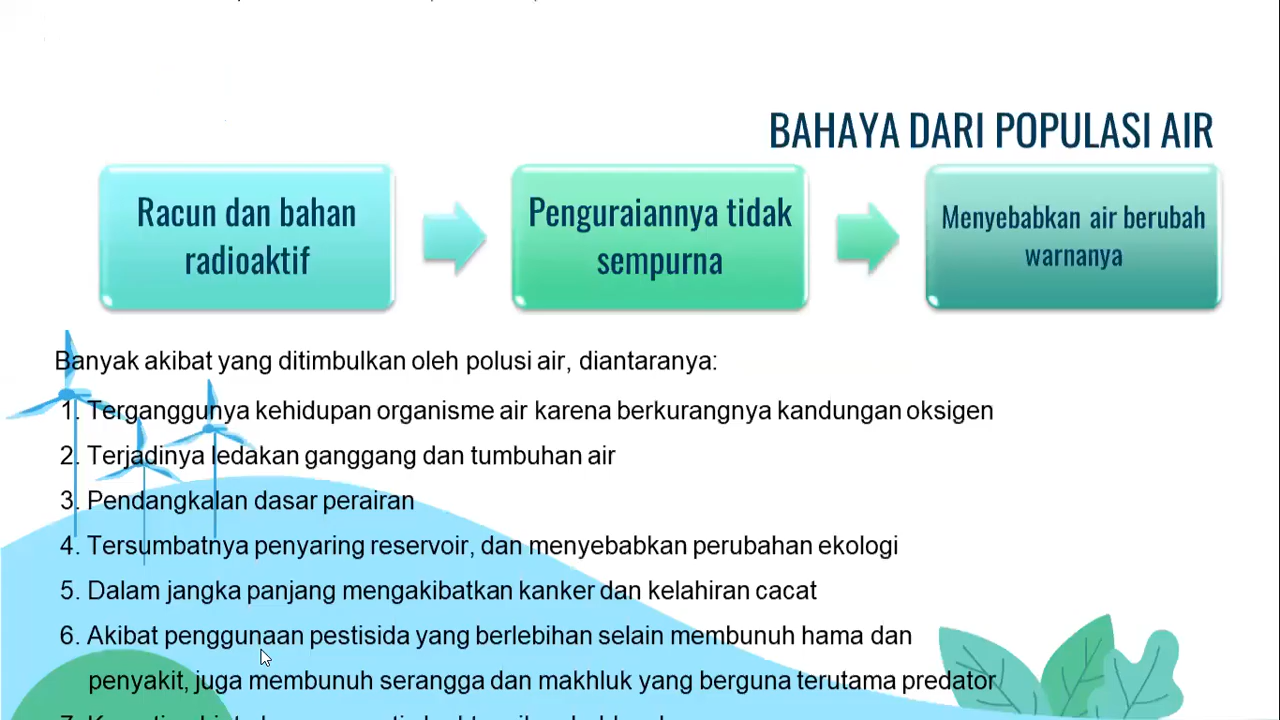 BAHAYA DARI POPULASI AIR
Racun dan bahan
radioaktif
Penguraiannya tidak
sempurna
Menyebabkan air berubah
warnanya
Banyak akibat yang ditimbulkan oleh polusi air, diantaranya:
1. Terganggunya kehidupan organisme air karena berkurangnya kandungan oksigen
2. Terjadinya ledakan ganggang dan tumbuhan air
3. Pendangkalan dasar perairan
4. Tersumbatnya penyaring reservoir, dan menyebabkan perubahan ekologi
5. Dalam jangka panjang mengakibatkan kanker dan kelahiran cacat
6. Akibat penggunaan pestisida yang berlebihan selain membunuh hama dan
penyakit, juga membunuh serangga dan makhluk yang berguna terutama predator